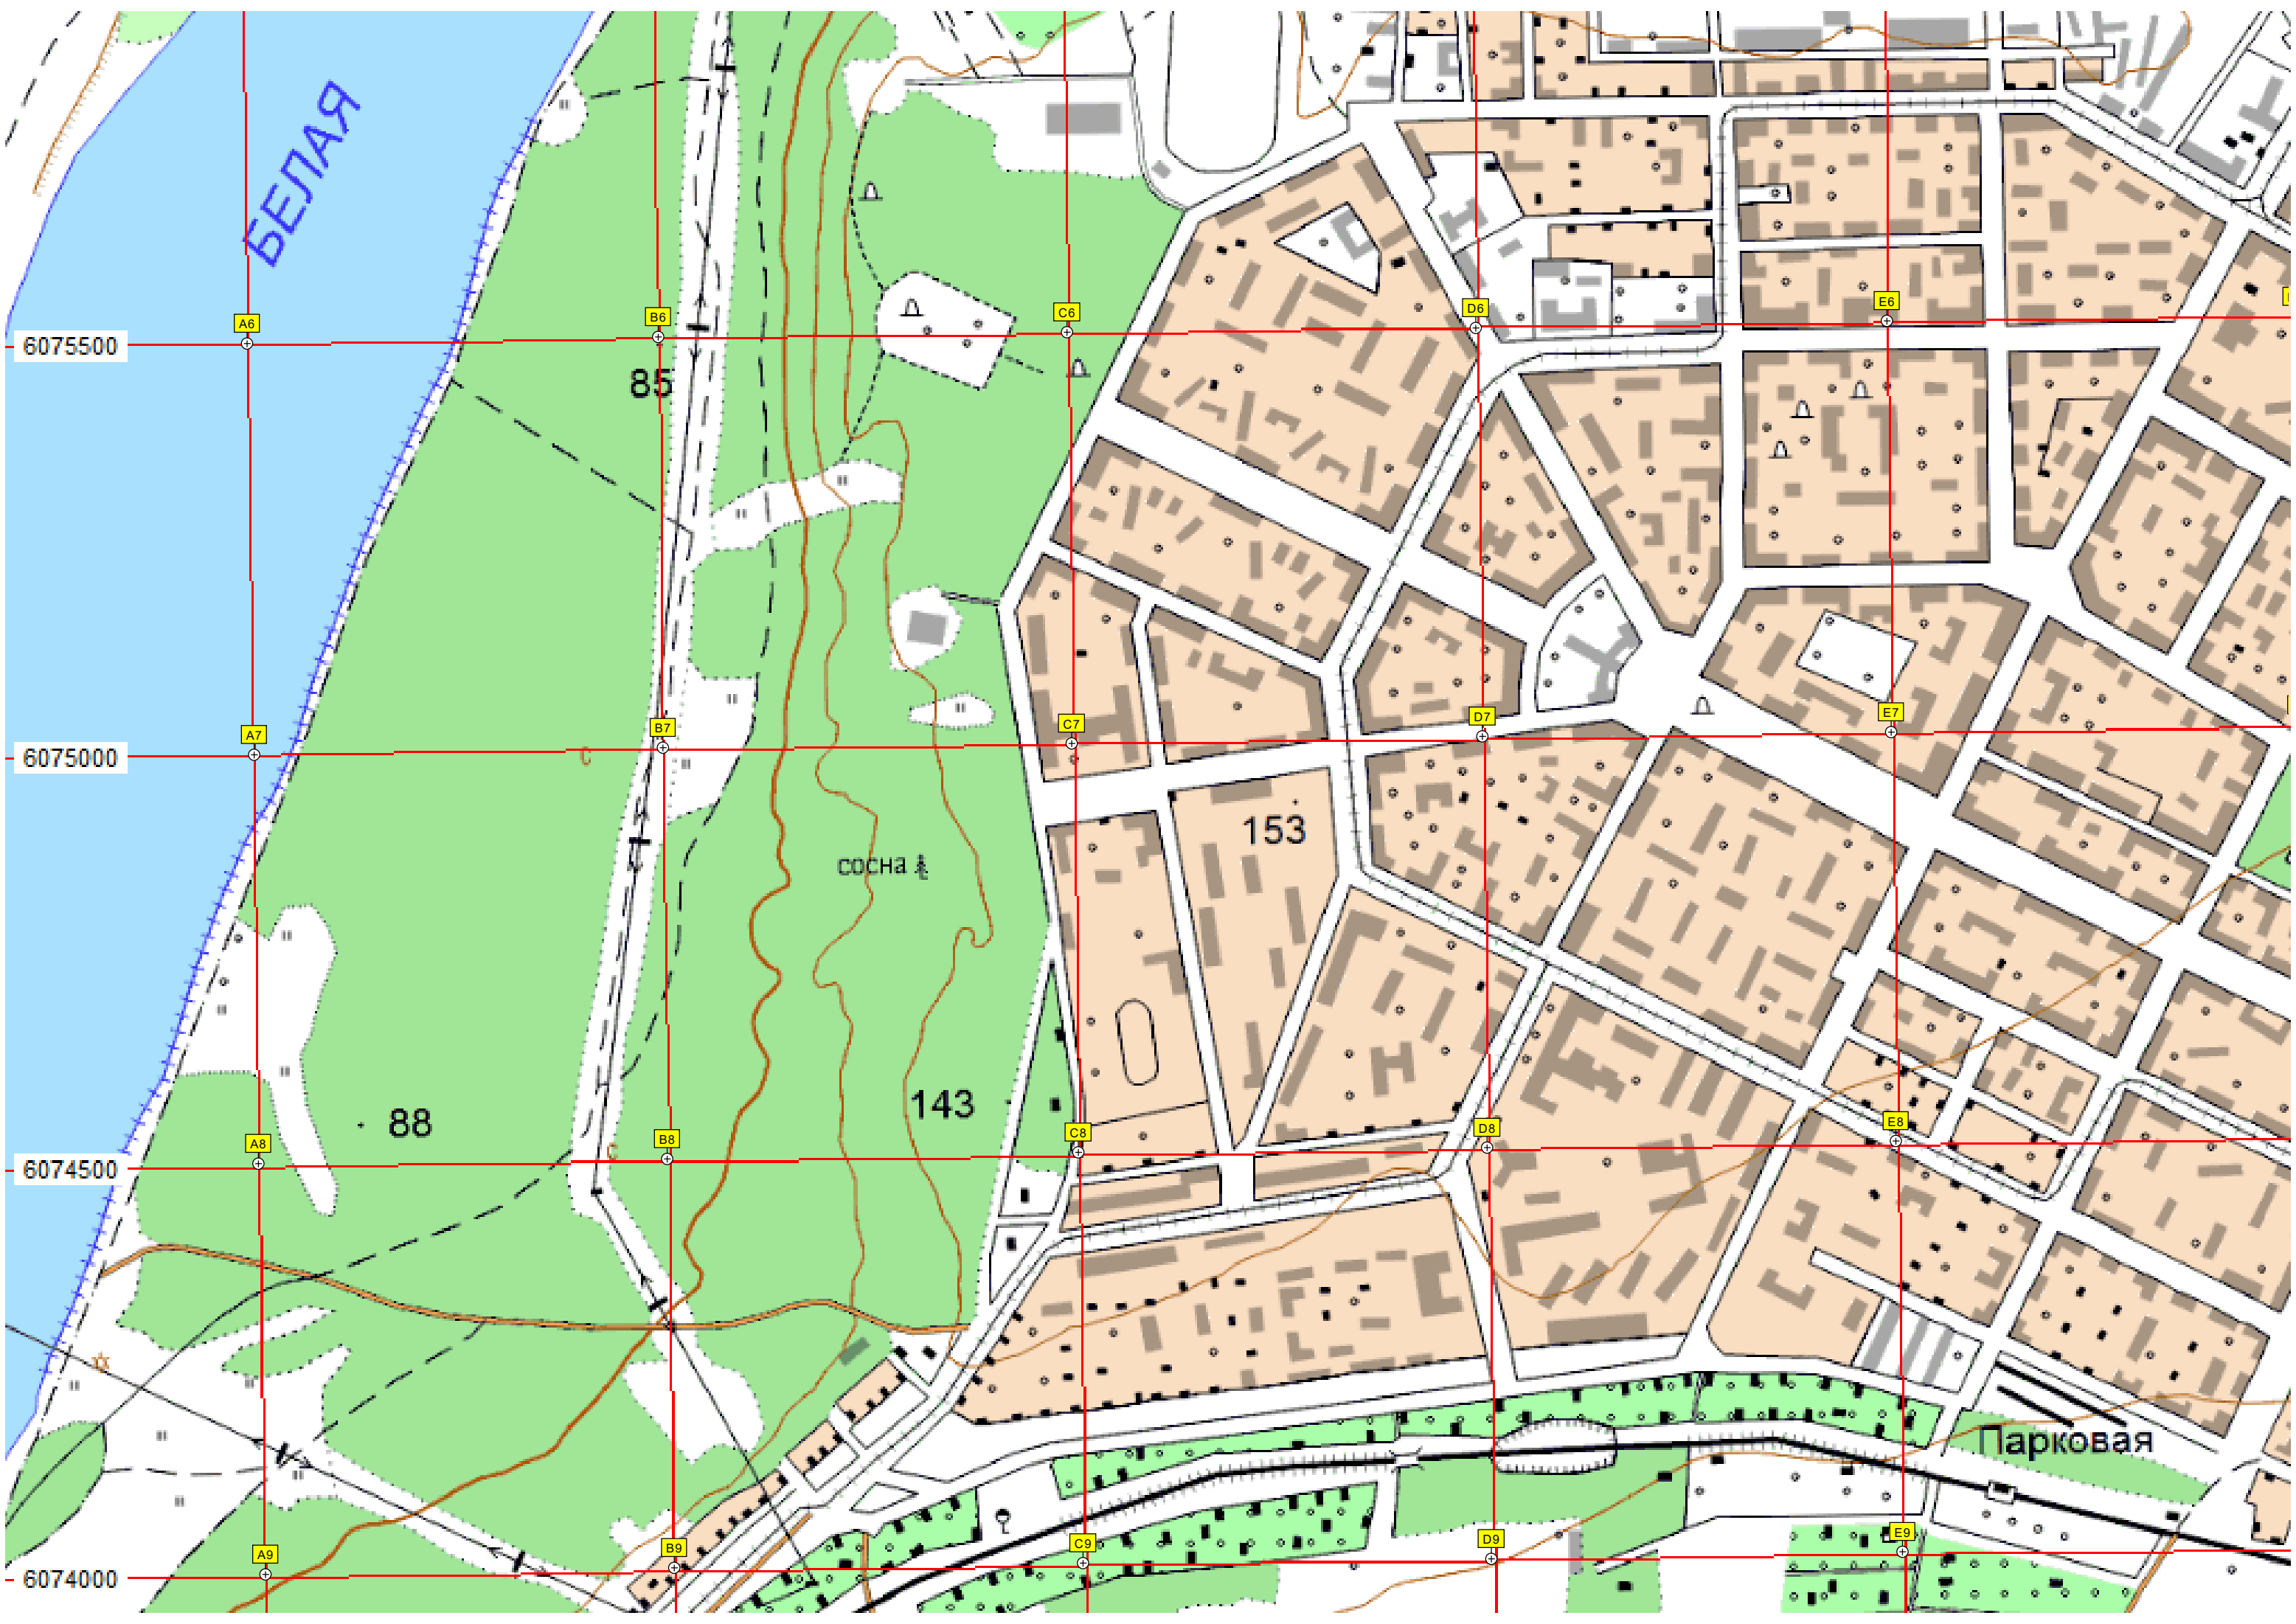 БЕЛАЯ
A6
B6
C6
D6
E6
6075500
85
A7
B7
C7
D7
E7
6075000
153
сосна
143
88
A8
B8
C8
D8
E8
6074500
Парковая
A9
B9
C9
D9
E9
6074000